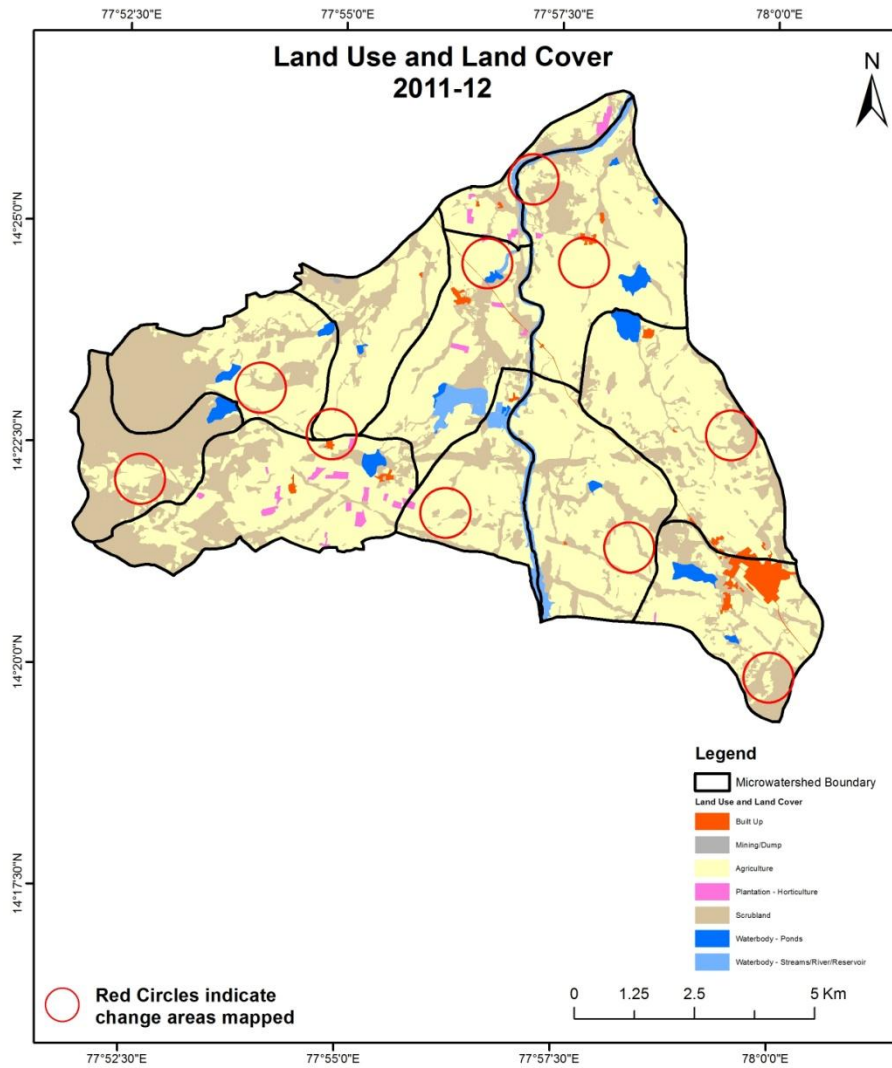 77°52'30"E 77°55'0"E 77°57'30"E 78°0'0"E
Land Use and Land Cover
2011-12
N
14°25'0"N
14°22'30"N
14°20'0"N
14°17'30"N
Legend
Microwatershed Boundary
Land Use and Land Cover
Built Up
Mining/Dump
Agriculture
Plantation - Horticulture
Scrubland
Waterbody - Ponds
Waterbody - Streams/River/Reservoir
Red Circles indicate
change areas mapped
0 1.25 2.5 5 Km
77°52'30"E 77°55'0"E 77°57'30"E 78°0'0"E